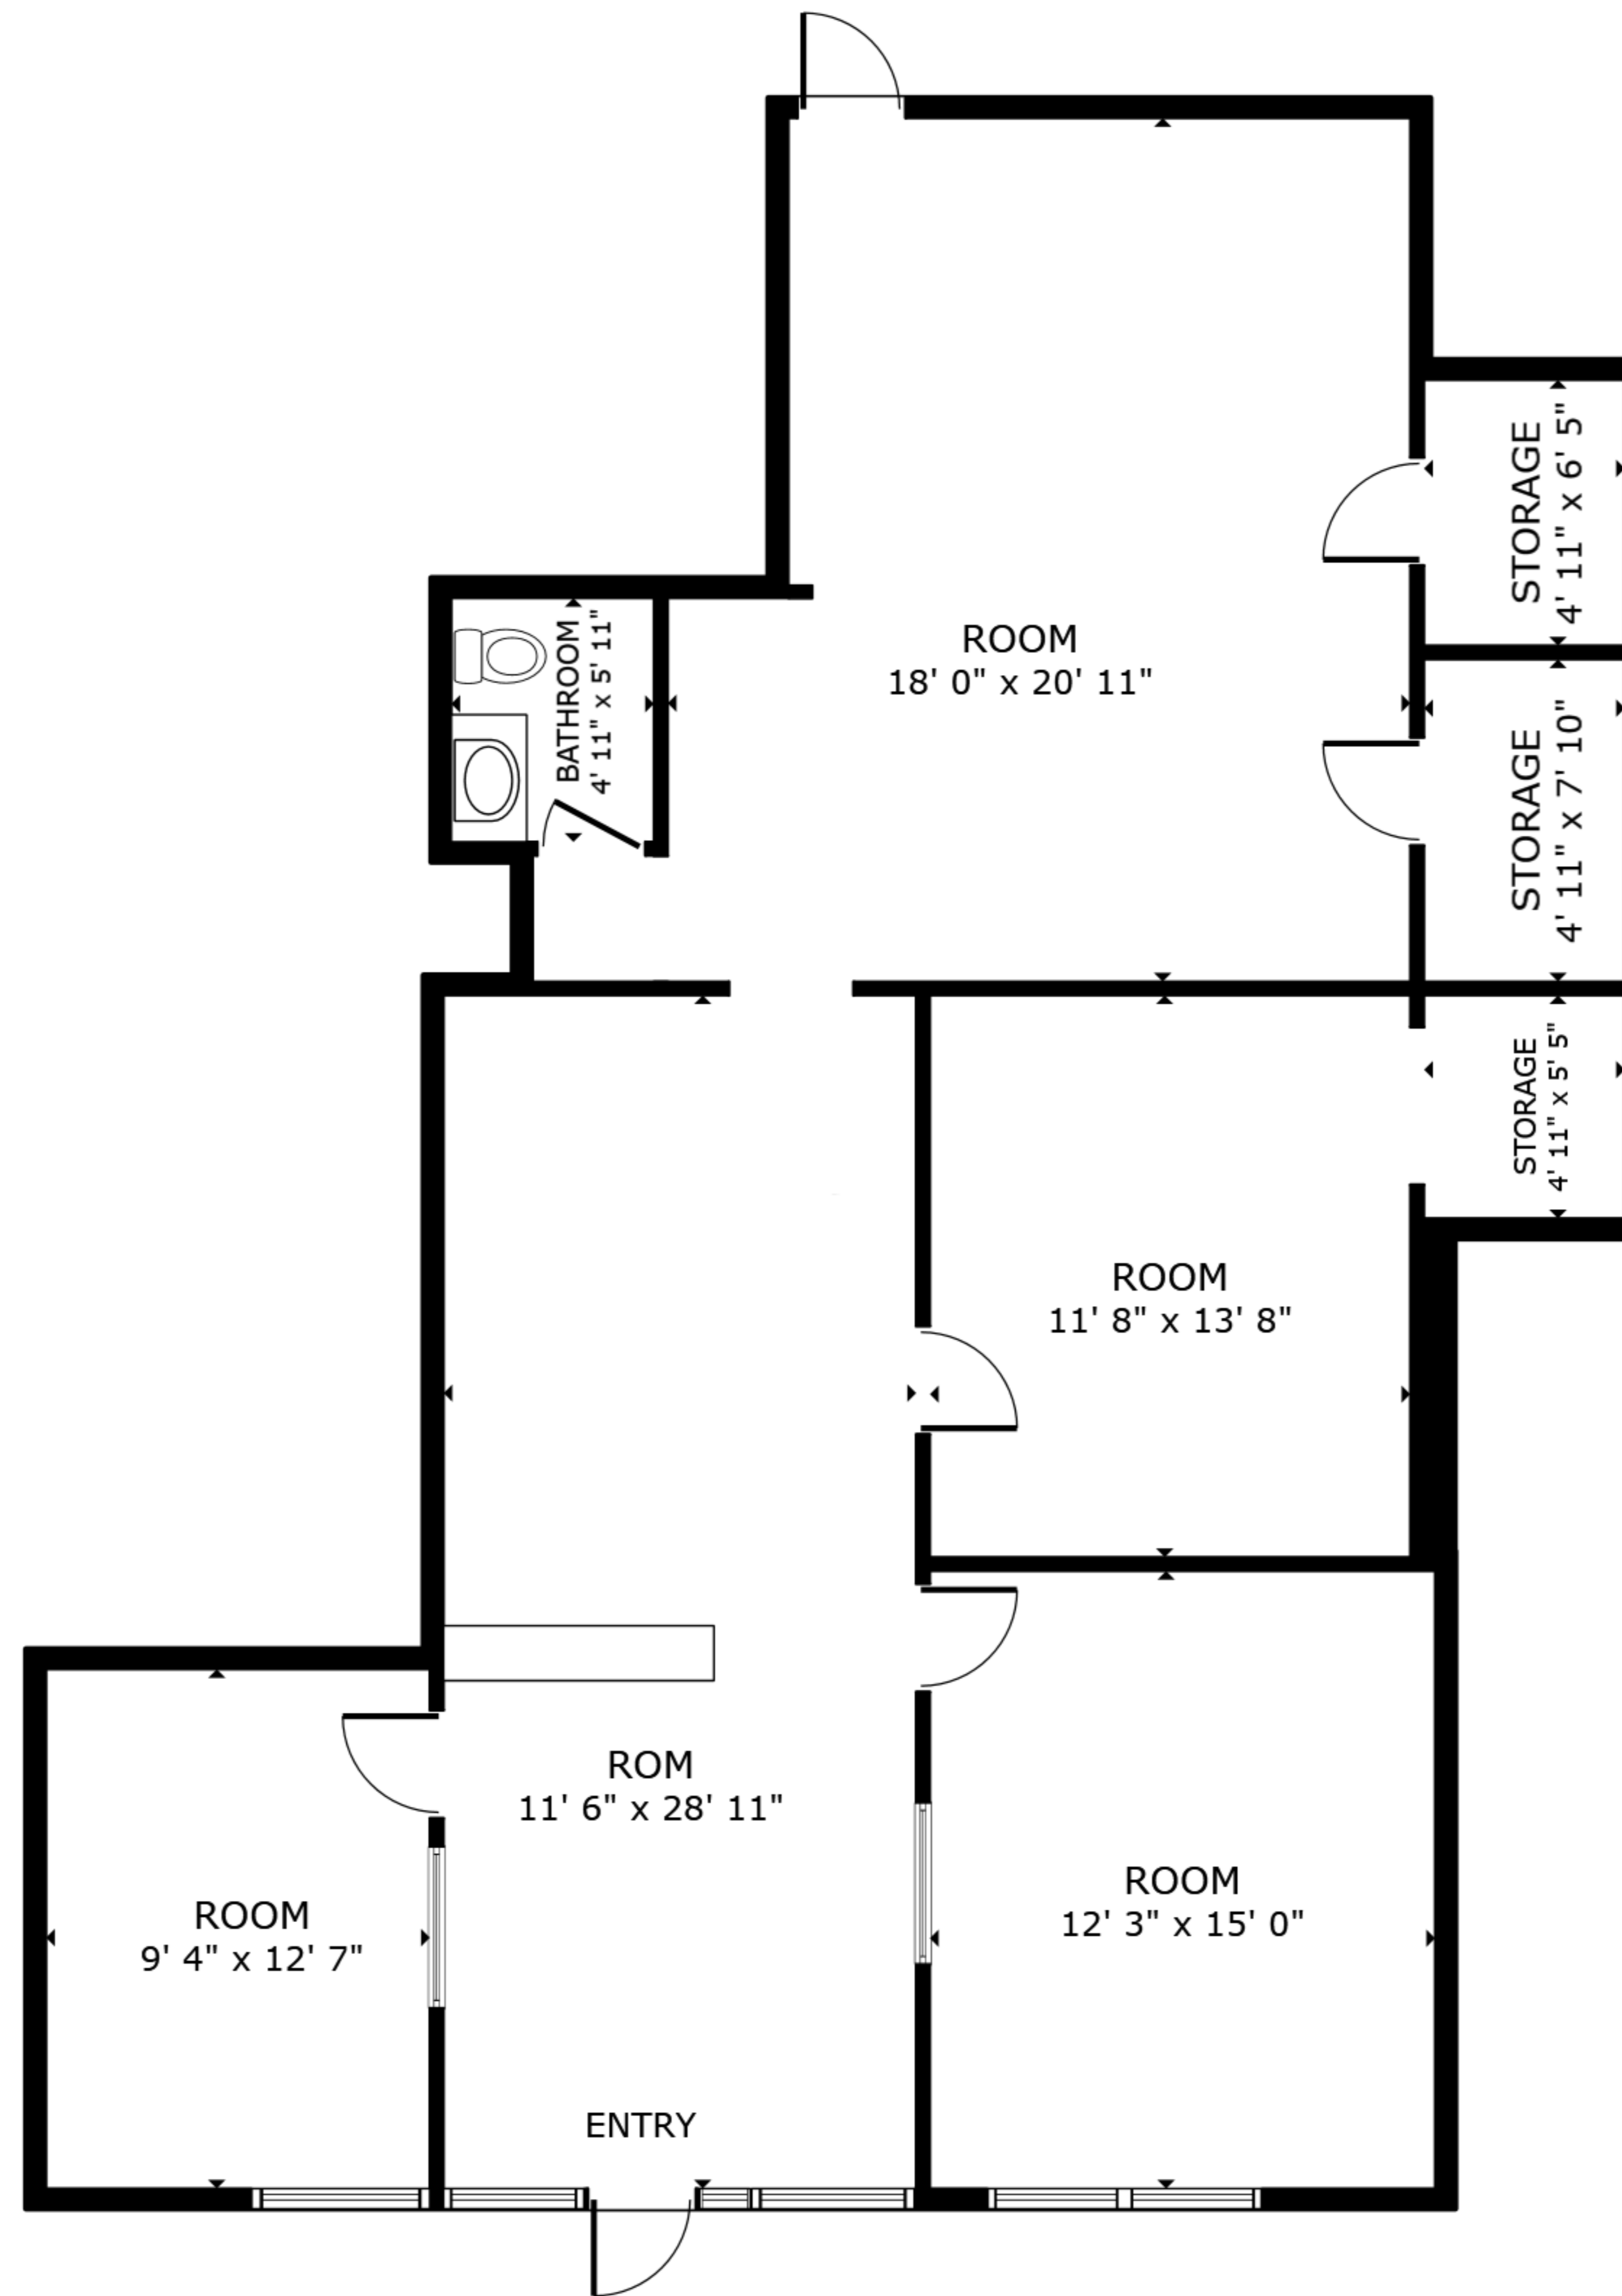 STORAGE
4' 11" x 6' 5"
BATHROOM
4' 11" x 5' 11"
ROOM
18' 0" x 20' 11"
STORAGE
4' 11" x 7' 10"
STORAGE
4' 11" x 5' 5"
ROOM
11' 8" x 13' 8"
ROM
11' 6" x 28' 11"
ROOM
12' 3" x 15' 0"
ROOM
9' 4" x 12' 7"
ENTRY